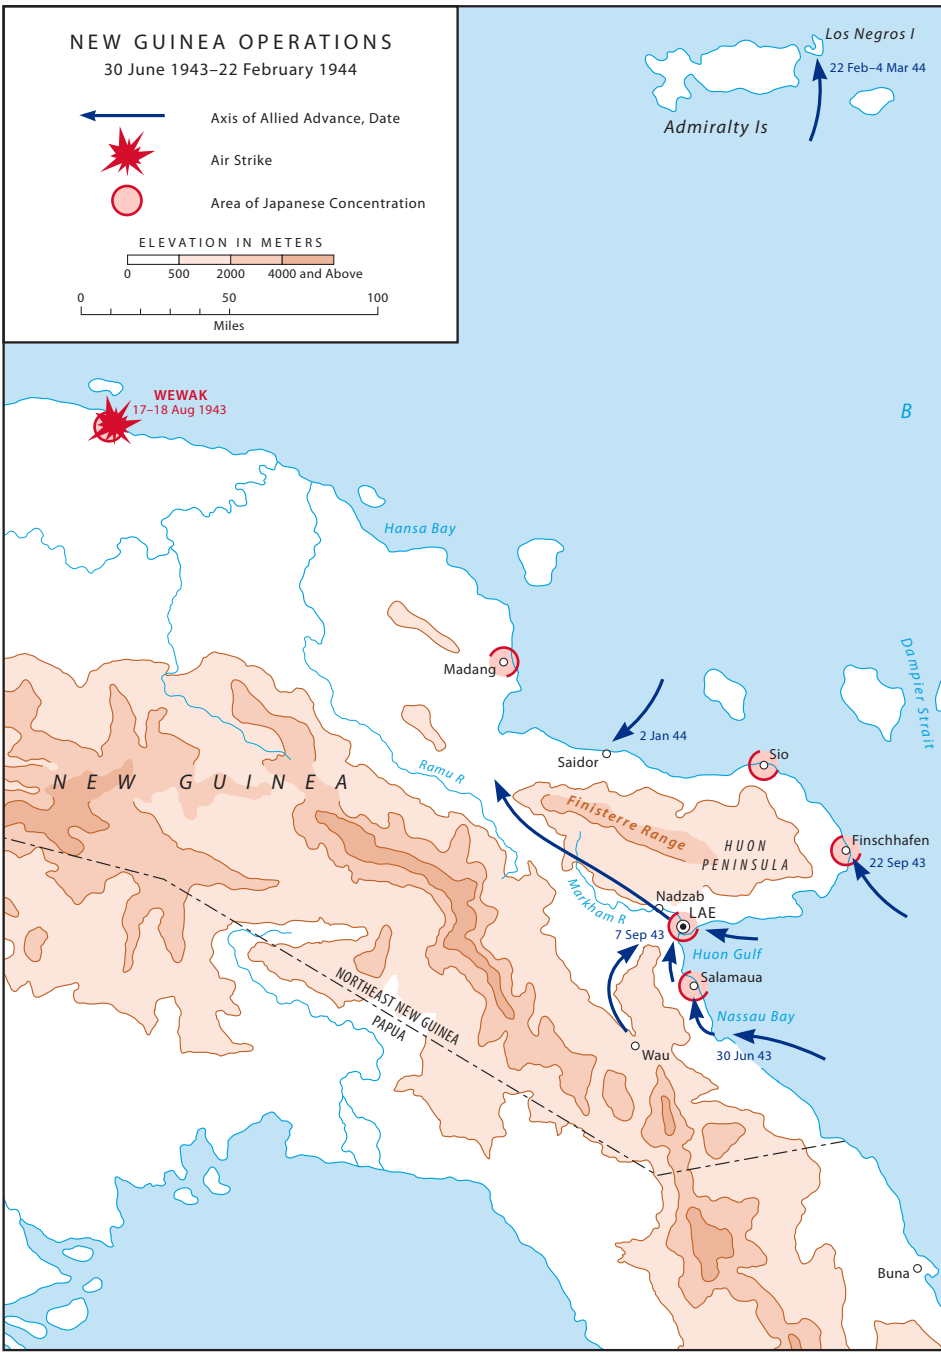 NEW GUINEA OPERATIONS
30 June 1943–22 February 1944
Axis of Allied Advance, Date
Air Strike
Area of Japanese Concentration
ELEVATION IN METERS
0 500 2000 4000 and Above
0 50 100
Miles
Los Negros I
22 Feb–4 Mar 44
Admiralty Is
WEWAK
17–18 Aug 1943
B
Hansa Bay
Dampier Strait
Madang
2 Jan 44
Saidor
Sio
Ramu R
NEW GUINEA
Finisterre Range
HUON
PENINSULA
Finschhafen
22 Sep 43
Markham R
Nadzab
LAE
7 Sep 43
Huon Gulf
Salamaua
NORTHEAST NEW GUINEA
PAPUA
Nassau Bay
30 Jun 43
Wau
Buna